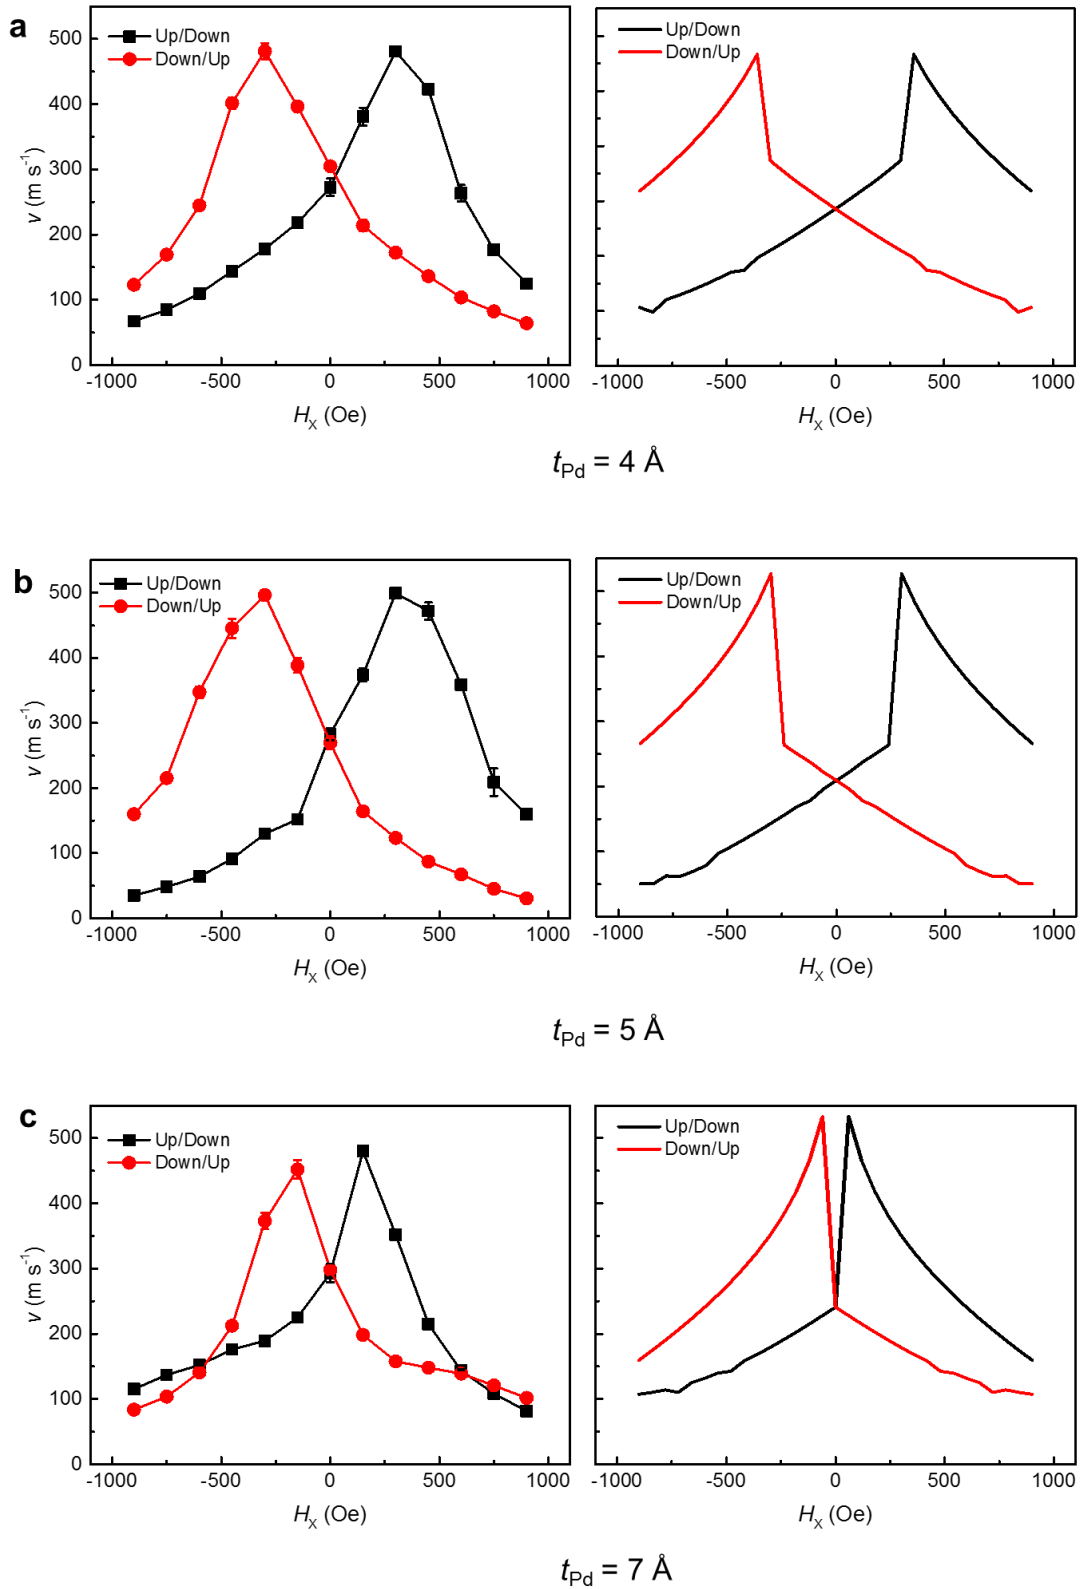 a
Up/Down
Down/Up
500
400
300
200
100
0
v (m s⁻¹)
-1000 -500 0 500 1000
Hₓ (Oe)
Up/Down
Down/Up
-1000 -500 0 500 1000
Hₓ (Oe)
t_Pd = 4 Å
b
Up/Down
Down/Up
500
400
300
200
100
0
v (m s⁻¹)
-1000 -500 0 500 1000
Hₓ (Oe)
Up/Down
Down/Up
-1000 -500 0 500 1000
Hₓ (Oe)
t_Pd = 5 Å
c
Up/Down
Down/Up
500
400
300
200
100
0
v (m s⁻¹)
-1000 -500 0 500 1000
Hₓ (Oe)
Up/Down
Down/Up
-1000 -500 0 500 1000
Hₓ (Oe)
t_Pd = 7 Å